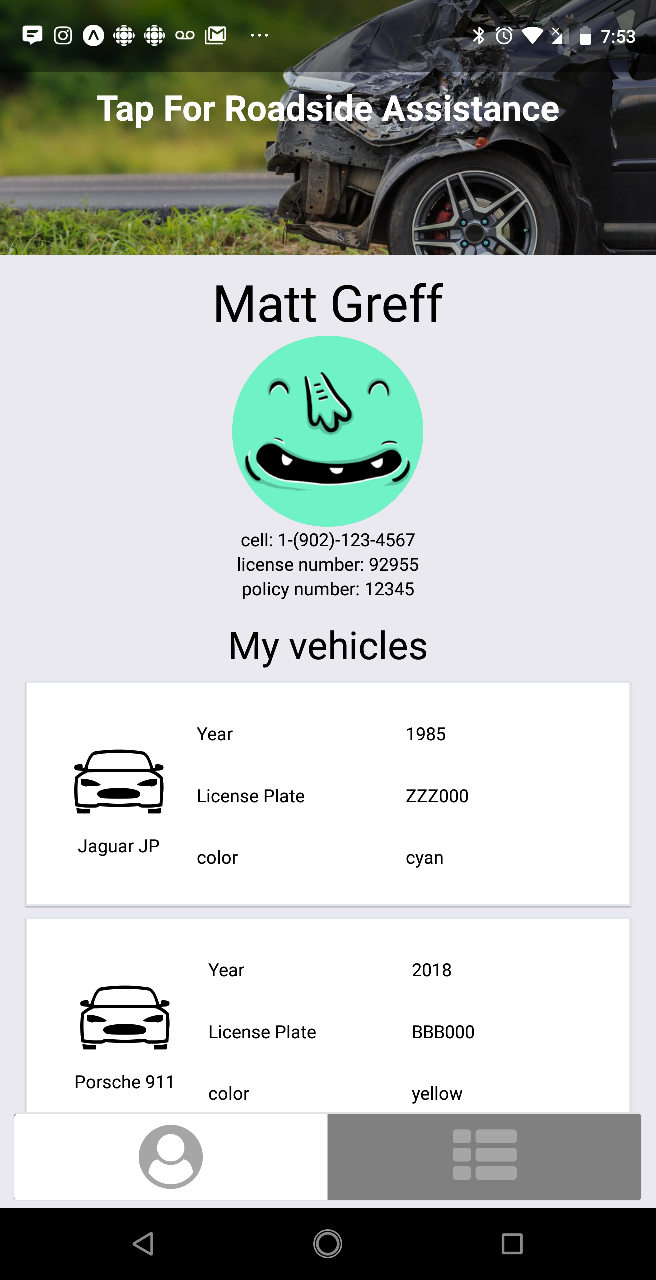 7:53
Tap For Roadside Assistance
Matt Greff
cell: 1-(902)-123-4567
license number: 92955
policy number: 12345
My vehicles
Year 1985
License Plate ZZZ000
Jaguar JP
color cyan
Year 2018
License Plate BBB000
Porsche 911
color yellow